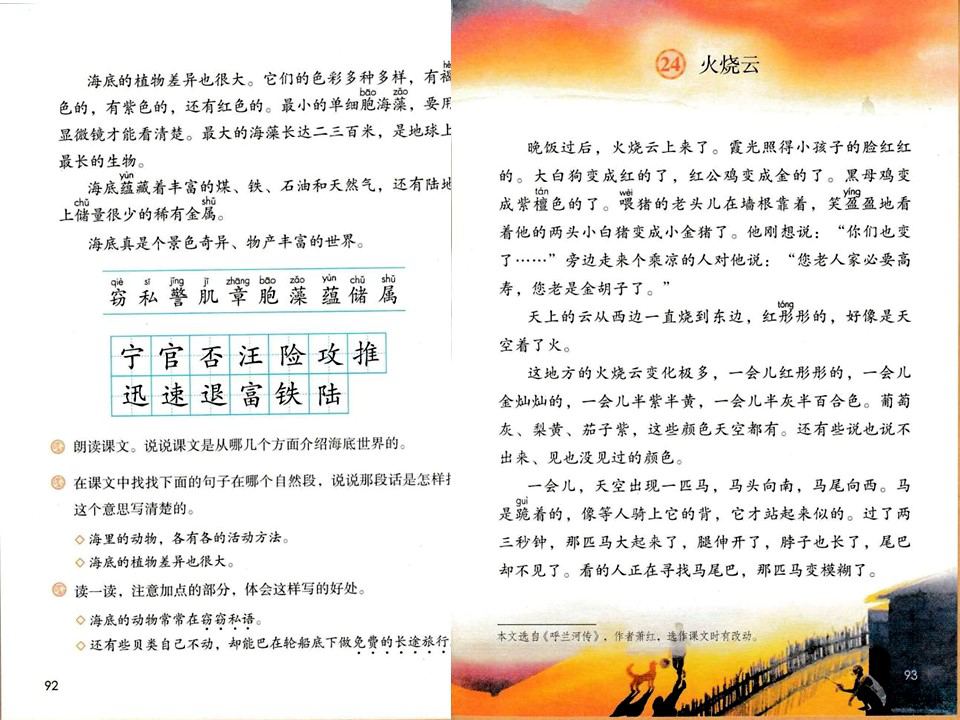 海底的植物差异也很大。它们的色彩多种多样，有褐
色的，有紫色的，还有红色的。最小的单细胞海藻，要用
bāo zǎo
显微镜才能看清楚。最大的海藻长达二三百米，是地球上
最长的生物。
yùn
海底蕴藏着丰富的煤、铁、石油和天然气，还有陆地
chǔ shǔ
上储量很少的稀有金属。
海底真是个景色奇异、物产丰富的世界。
qiè sī jǐng jī zhāng bāo zǎo yùn chǔ shǔ
窃 私 警 肌 章 胞 藻 蕴 储 属
宁 官 否 汪 险 攻 推
迅 速 退 富 铁 陆
朗读课文。说说课文是从哪几个方面介绍海底世界的。
在课文中找找下面的句子在哪个自然段，说说那段话是怎样把
这个意思写清楚的。
◇海里的动物，各有各的活动方法。
◇海底的植物差异也很大。
读一读，注意加点的部分，体会这样写的好处。
◇海底的动物常常在窃窃私语。
◇还有些贝类自己不动，却能巴在轮船底下做免费的长途旅行
92
24 火烧云
晚饭过后，火烧云上来了。霞光照得小孩子的脸红红
的。大白狗变成红的了，红公鸡变成金的了。黑母鸡变
tán wèi yíng
成紫檀色的了。喂猪的老头儿在墙根靠着，笑盈盈地看
着他的两头小白猪变成小金猪了。他刚想说：“你们也变
了……”旁边走来个乘凉的人对他说：“您老人家必要高
寿，您老是金胡子了。”
tóng
天上的云从西边一直烧到东边，红彤彤的，好像是天
空着了火。
这地方的火烧云变化极多，一会儿红彤彤的，一会儿
金灿灿的，一会儿半紫半黄，一会儿半灰半百合色。葡萄
灰、梨黄、茄子紫，这些颜色天空都有。还有些说也说不
出来、见也没见过的颜色。
一会儿，天空出现一匹马，马头向南，马尾向西。马
guì
是跪着的，像等人骑上它的背，它才站起来似的。过了两
三秒钟，那匹马大起来了，腿伸开了，脖子也长了，尾巴
却不见了。看的人正在寻找马尾巴，那匹马变模糊了。
本文选自《呼兰河传》，作者萧红，选作课文时有改动。
93